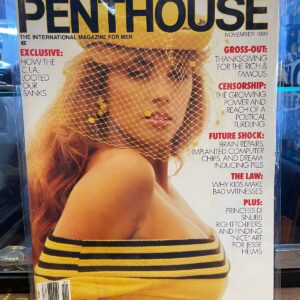 PENTHOUSE
THE INTERNATIONAL MAGAZINE FOR MEN
NOVEMBER 1990
EXCLUSIVE:
HOW THE
C.I.A.
LOOTED
OUR
BANKS
GROSS-OUT:
THANKSGIVING
FOR THE RICH &
FAMOUS
CENSORSHIP:
THE GROWING
POWER AND
REACH OF A
POLITICAL
TURDLING
FUTURE SHOCK:
BRAIN REPAIRS,
IMPLANTED COMPUTER
CHIPS, AND DREAM-
INDUCING PILLS
THE LAW:
WHY KIDS MAKE
BAD WITNESSES
PLUS:
PRINCESS DI
SNUBS
RIGHT-TO-LIFERS,
AND FINDING
"NICE" ART
FOR JESSE
HELMS